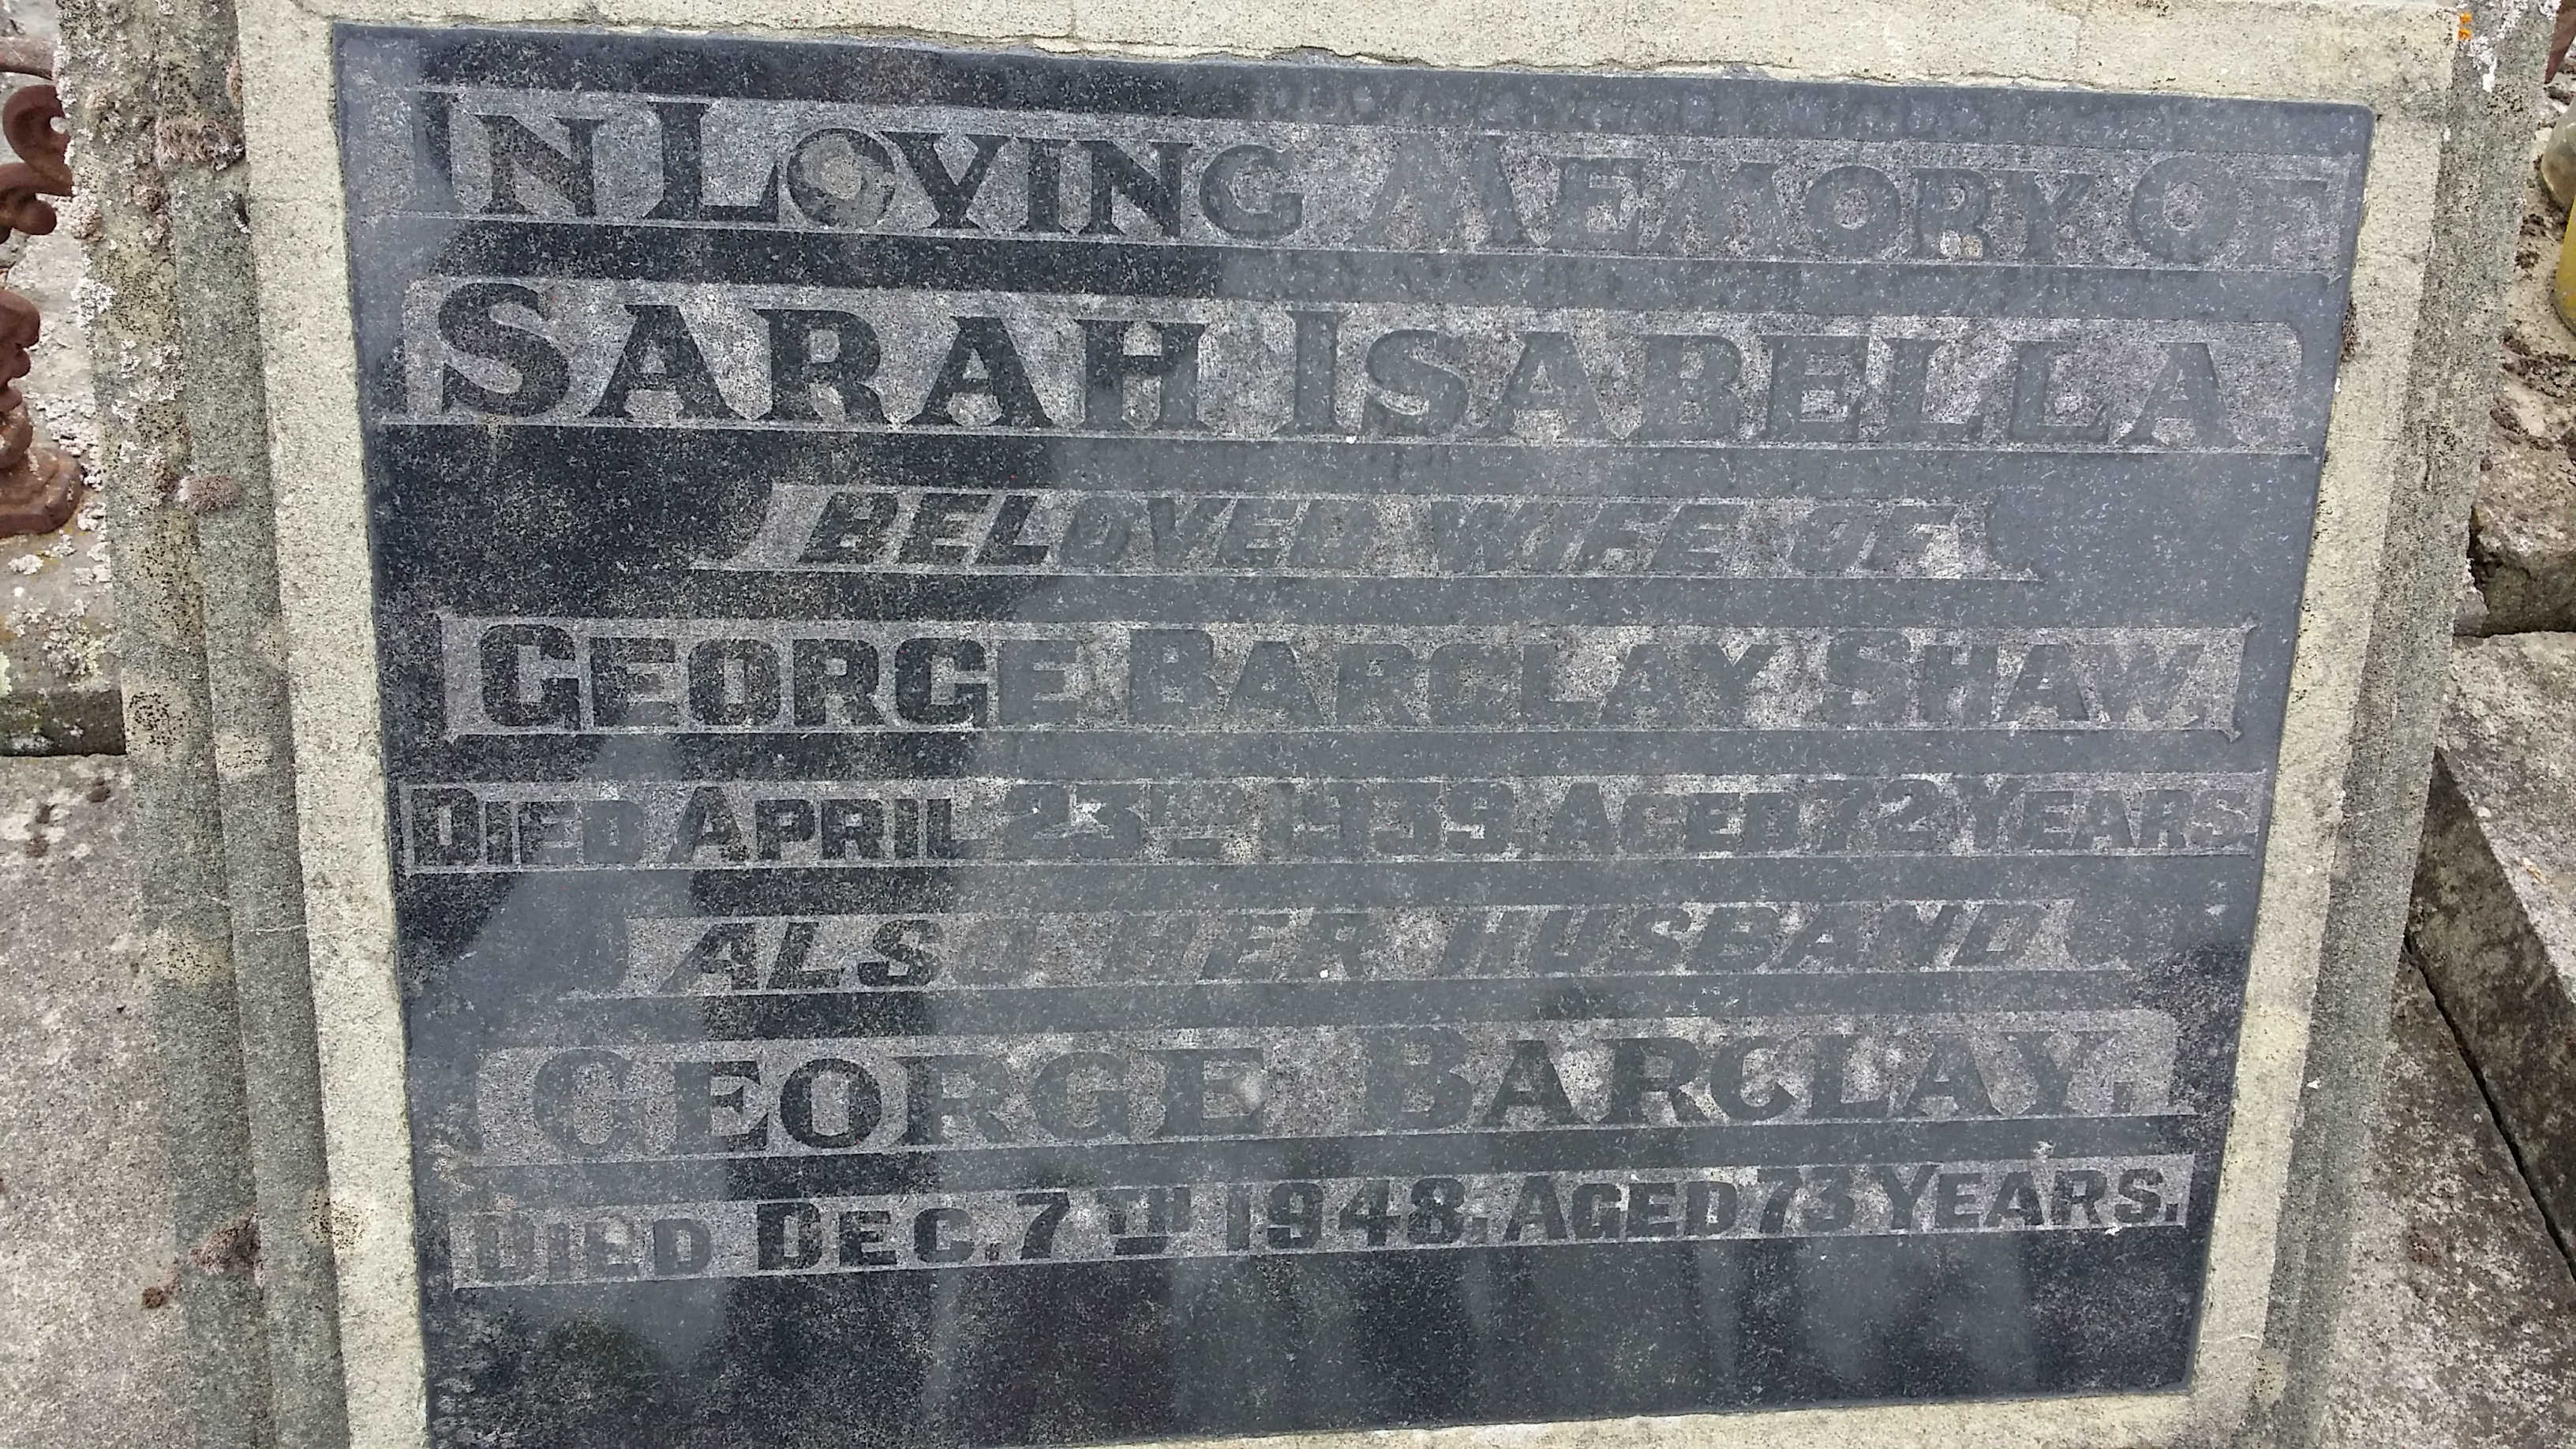 IN LOVING MEMORY OF
SARAH ISABELLA.
BELOVED WIFE OF
GEORGE BARCLAY SHAW.
DIED APRIL 23RD 1939. AGED 72 YEARS.
ALSO HER HUSBAND
GEORGE BARCLAY.
DIED DEC. 7TH 1948. AGED 73 YEARS.